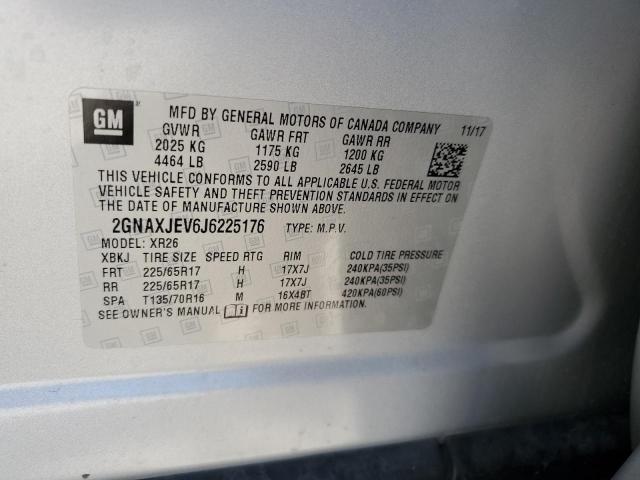 GM
MFD BY GENERAL MOTORS OF CANADA COMPANY 11/17
GVWR GAWR FRT GAWR RR
2025 KG 1175 KG 1200 KG
4464 LB 2590 LB 2645 LB
THIS VEHICLE CONFORMS TO ALL APPLICABLE U.S. FEDERAL MOTOR
VEHICLE SAFETY AND THEFT PREVENTION STANDARDS IN EFFECT ON
THE DATE OF MANUFACTURE SHOWN ABOVE.
2GNAXJEV6J6225176 TYPE: M.P.V.
MODEL: XR26
XBKJ TIRE SIZE SPEED RTG RIM COLD TIRE PRESSURE
FRT 225/65R17 H 17X7J 240KPA(35PSI)
RR 225/65R17 H 17X7J 240KPA(35PSI)
SPA T135/70R16 M 16X4BT 420KPA(60PSI)
SEE OWNER'S MANUAL FOR MORE INFORMATION.